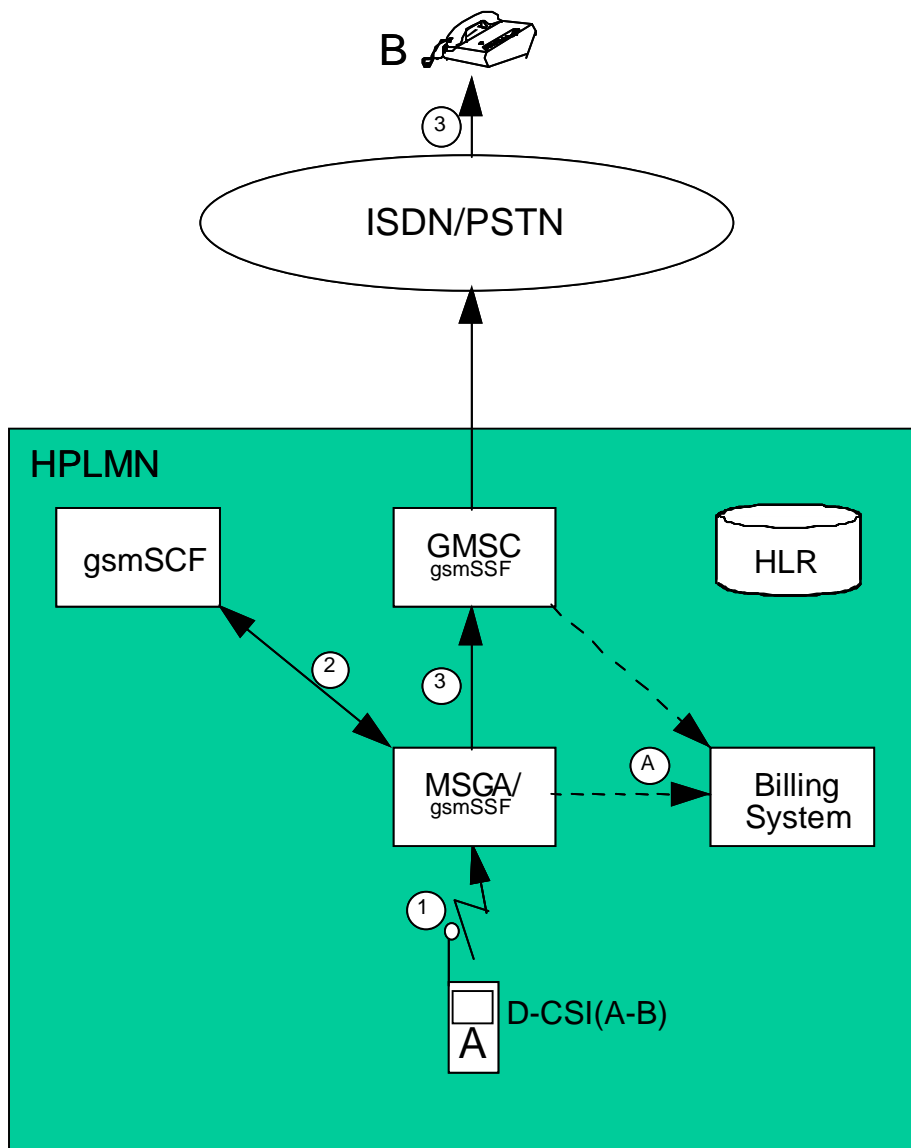 B
3
ISDN/PSTN
HPLMN
gsmSCF
GMSC
gsmSSF
HLR
2
3
MSCA/
gsmSSF
A
Billing
System
1
D-CSI(A-B)
A